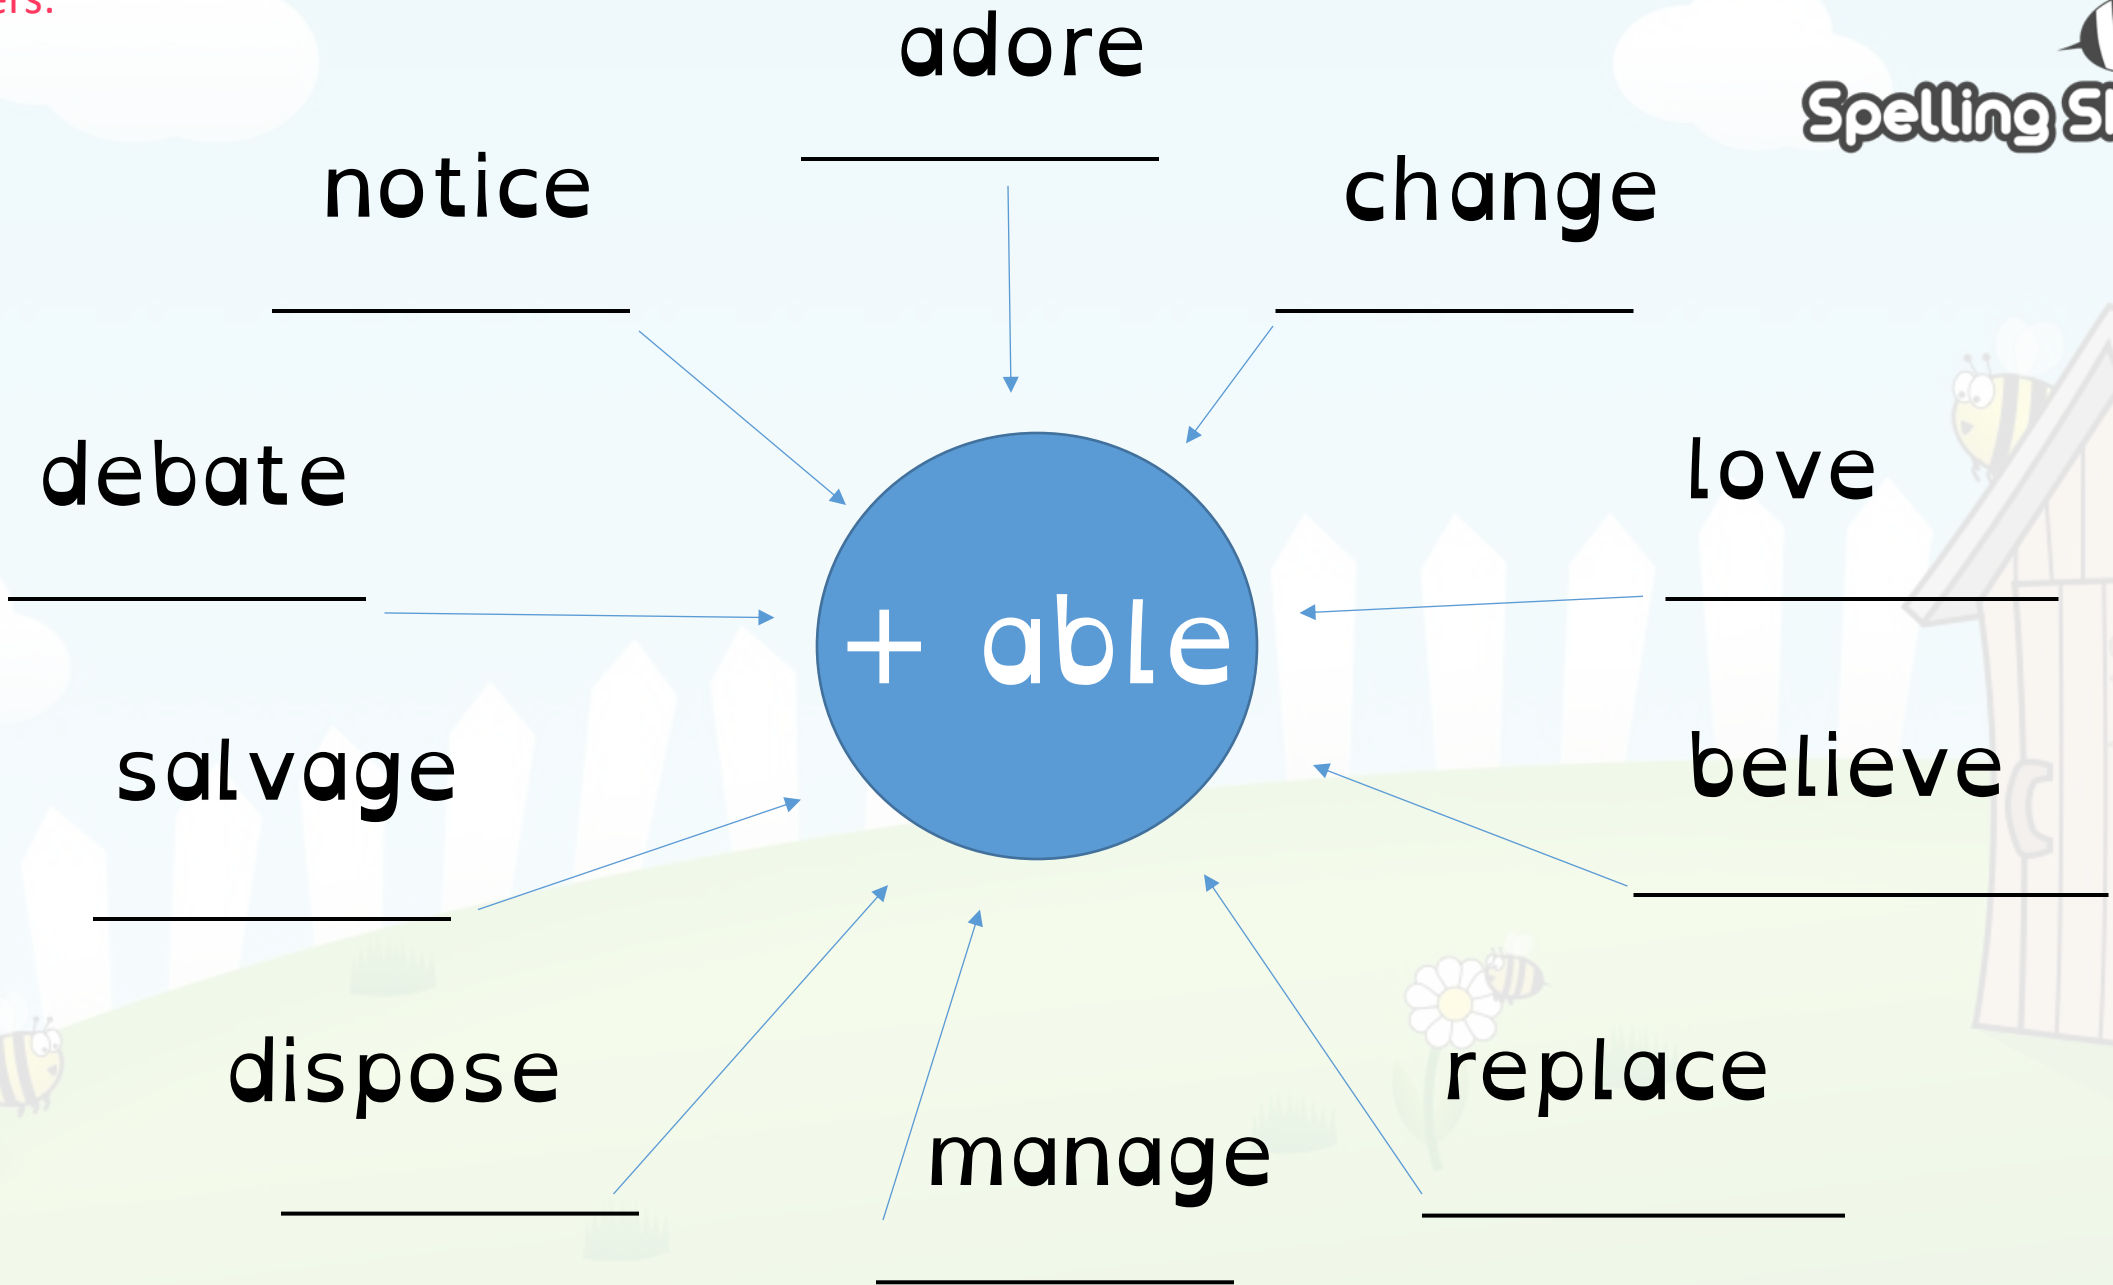 adore
Spelling
notice
change
debate
love
+ able
salvage
believe
dispose
replace
manage